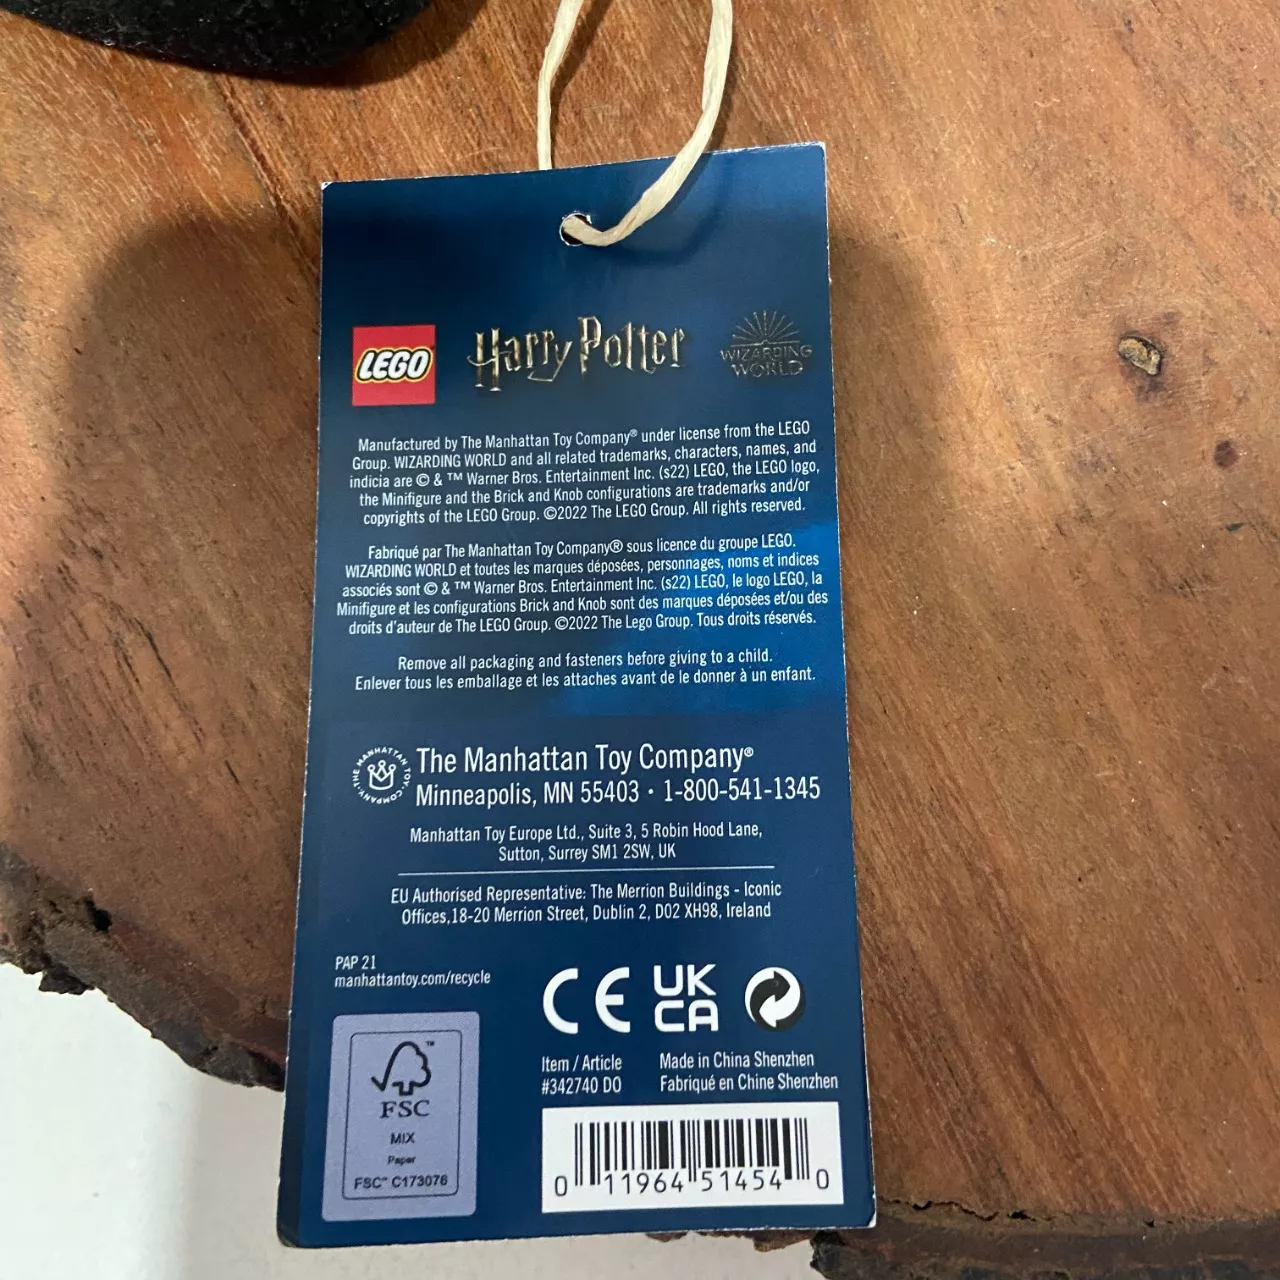 LEGO Harry Potter WIZARDING WORLD
Manufactured by The Manhattan Toy Company® under license from the LEGO
Group. WIZARDING WORLD and all related trademarks, characters, names, and
indicia are © & ™ Warner Bros. Entertainment Inc. (s22) LEGO, the LEGO logo,
the Minifigure and the Brick and Knob configurations are trademarks and/or
copyrights of the LEGO Group. ©2022 The LEGO Group. All rights reserved.
Fabriqué par The Manhattan Toy Company® sous licence du groupe LEGO.
WIZARDING WORLD et toutes les marques déposées, personnages, noms et indices
associés sont © & ™ Warner Bros. Entertainment Inc. (s22) LEGO, le logo LEGO, la
Minifigure et les configurations Brick and Knob sont des marques déposées et/ou des
droits d'auteur de The LEGO Group. ©2022 The Lego Group. Tous droits réservés.
Remove all packaging and fasteners before giving to a child.
Enlever tous les emballage et les attaches avant de le donner à un enfant.
THE MANHATTAN TOY COMPANY
The Manhattan Toy Company®
Minneapolis, MN 55403 • 1-800-541-1345
Manhattan Toy Europe Ltd., Suite 3, 5 Robin Hood Lane,
Sutton, Surrey SM1 2SW, UK
EU Authorised Representative: The Merrion Buildings - Iconic
Offices,18-20 Merrion Street, Dublin 2, D02 XH98, Ireland
PAP 21
manhattantoy.com/recycle
CE UK
CA
Item / Article
#342740 DO
Made in China Shenzhen
Fabriqué en Chine Shenzhen
™
FSC
MIX
Paper
FSC™ C173076
0 11964 51454 0